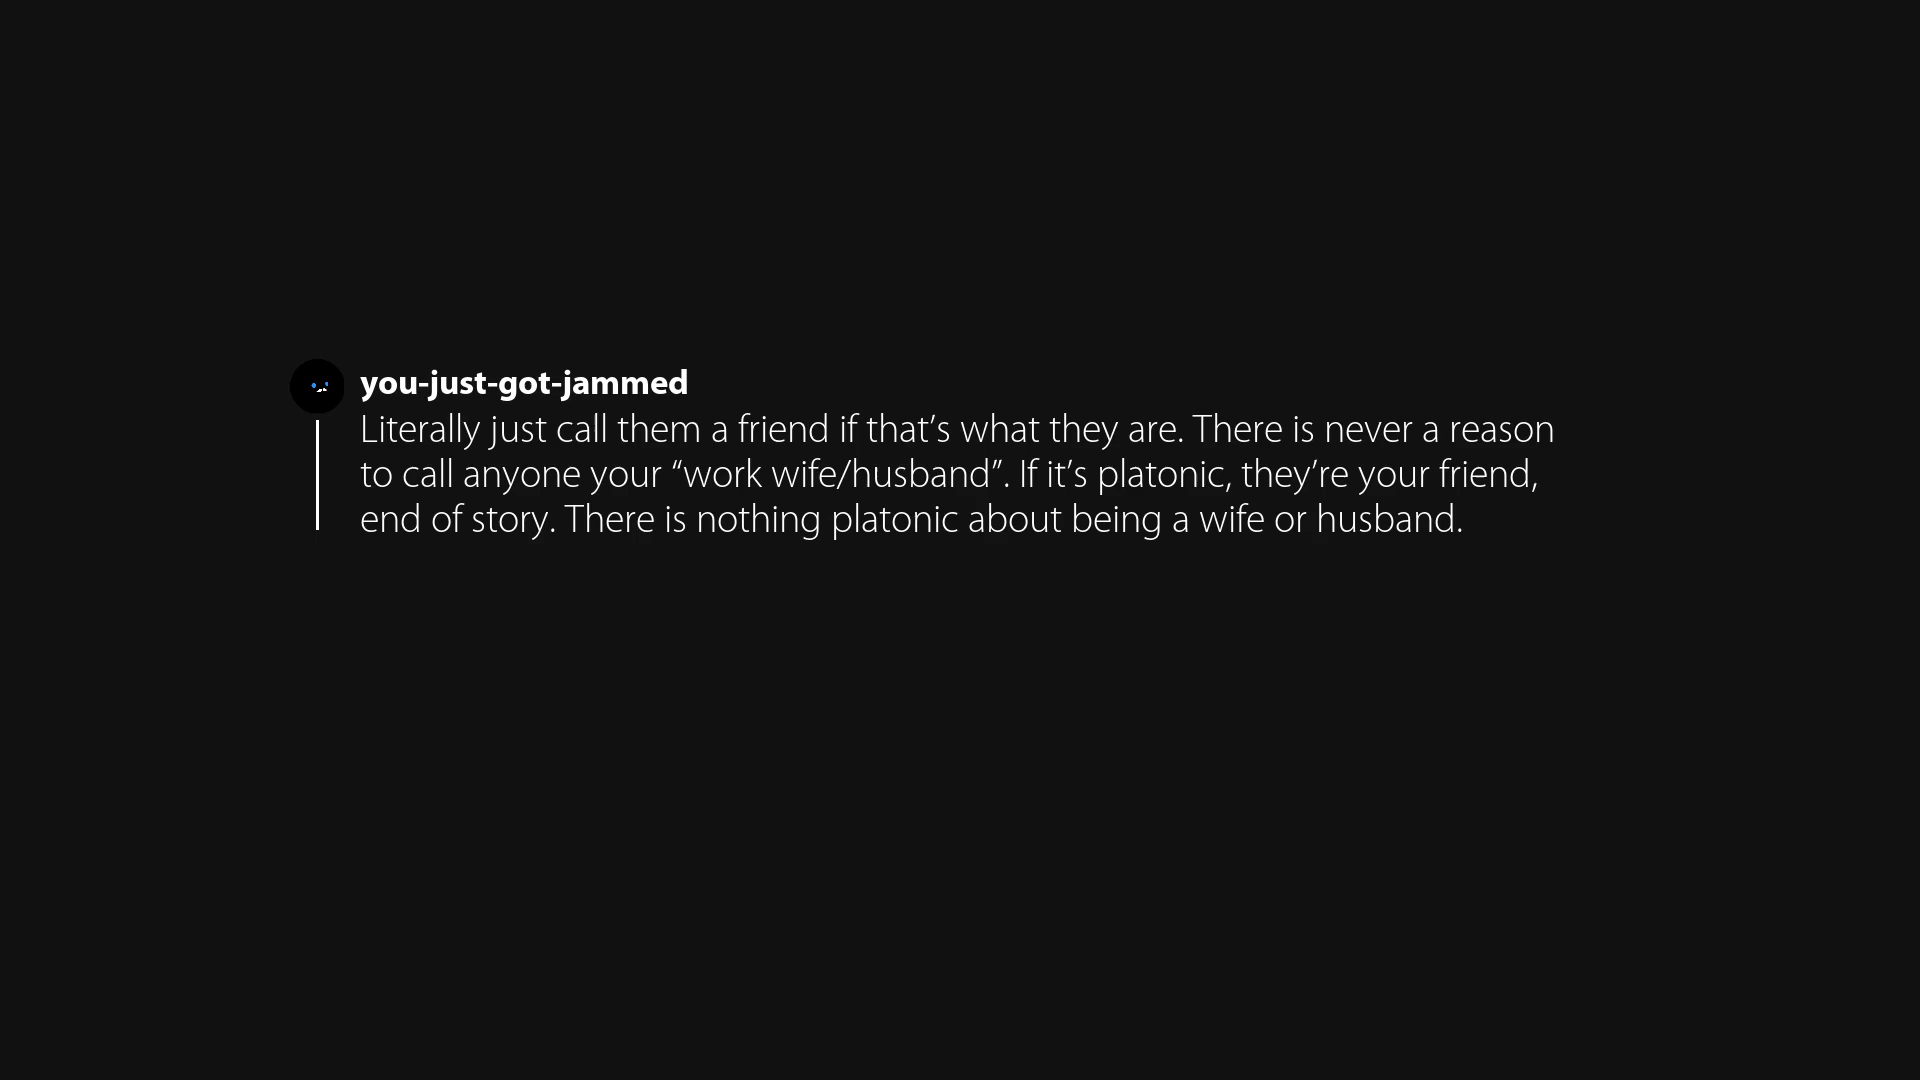 you-just-got-jammed
Literally just call them a friend if that’s what they are. There is never a reason
to call anyone your “work wife/husband”. If it’s platonic, they’re your friend,
end of story. There is nothing platonic about being a wife or husband.